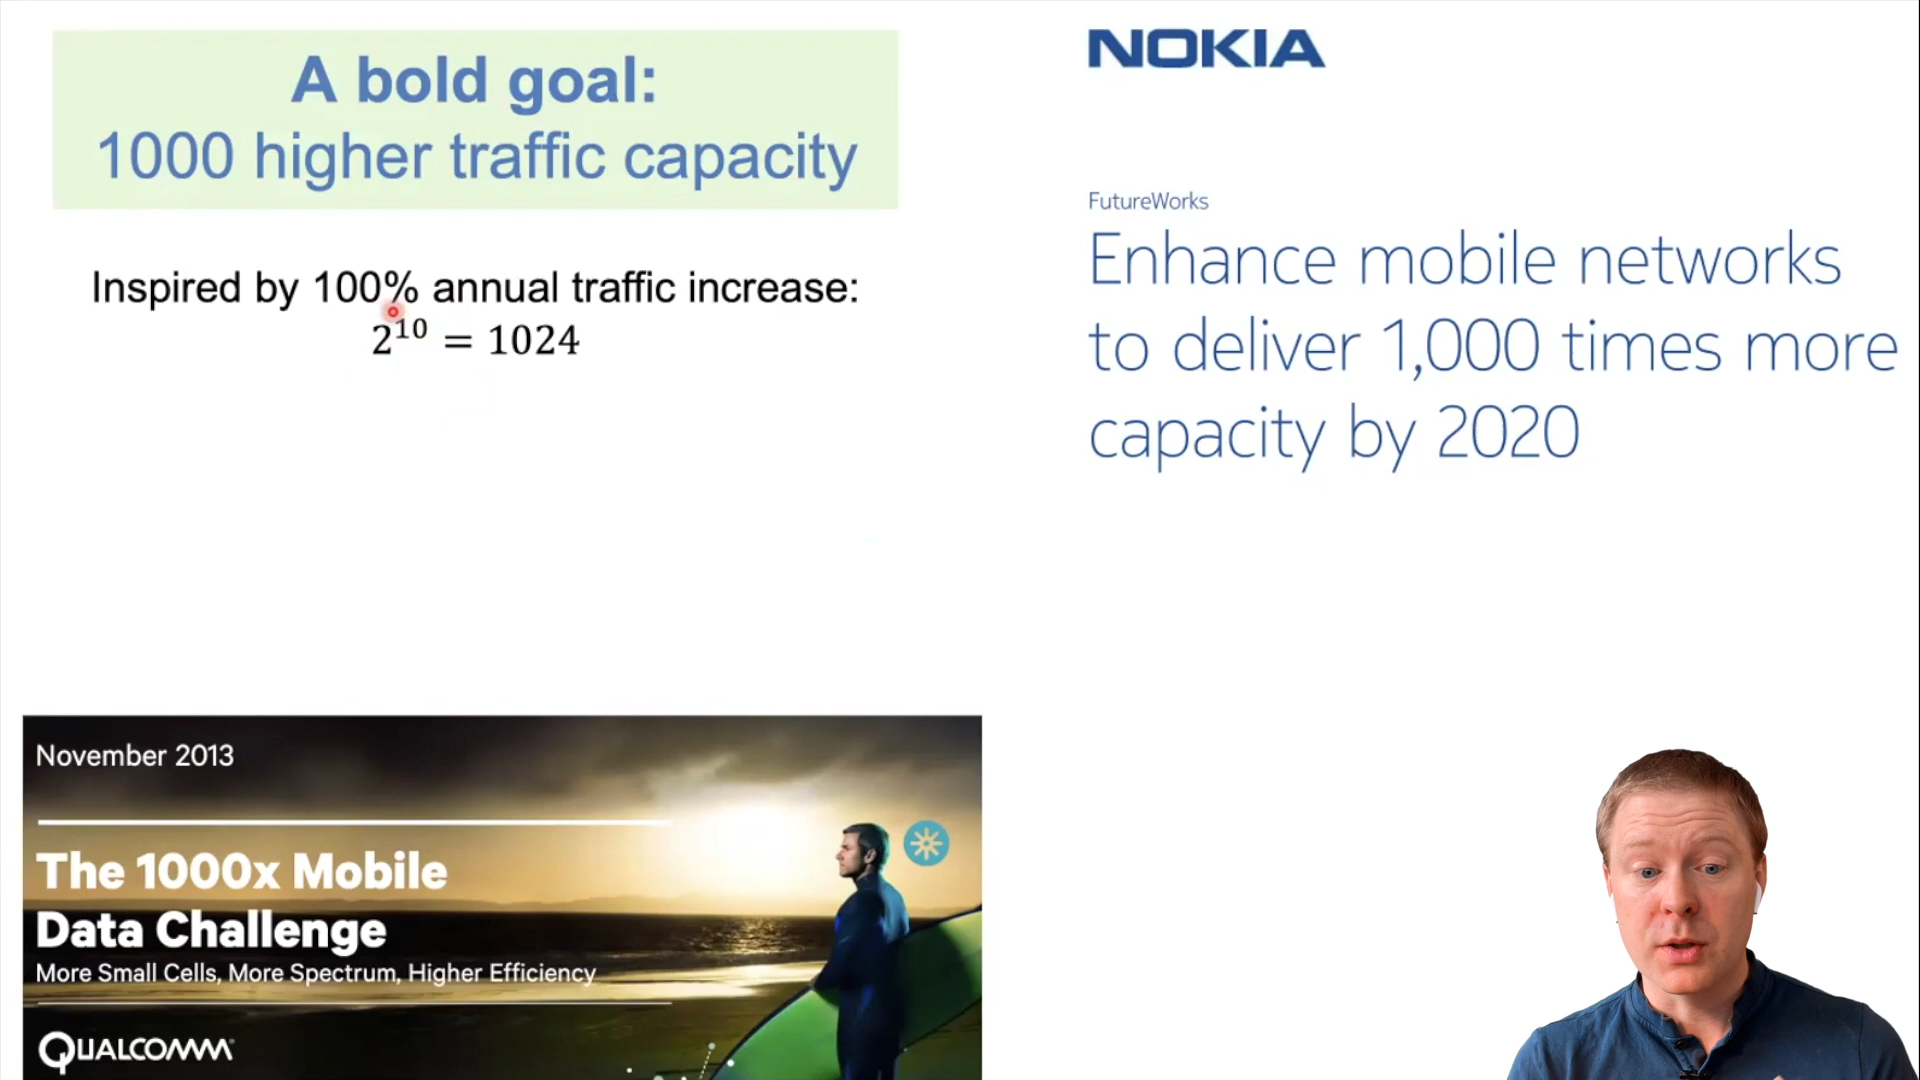 A bold goal:
1000 higher traffic capacity
Inspired by 100% annual traffic increase:
2¹⁰ = 1024
NOKIA
FutureWorks
Enhance mobile networks
to deliver 1,000 times more
capacity by 2020
November 2013
The 1000x Mobile
Data Challenge
More Small Cells, More Spectrum, Higher Efficiency
QUALCOMM